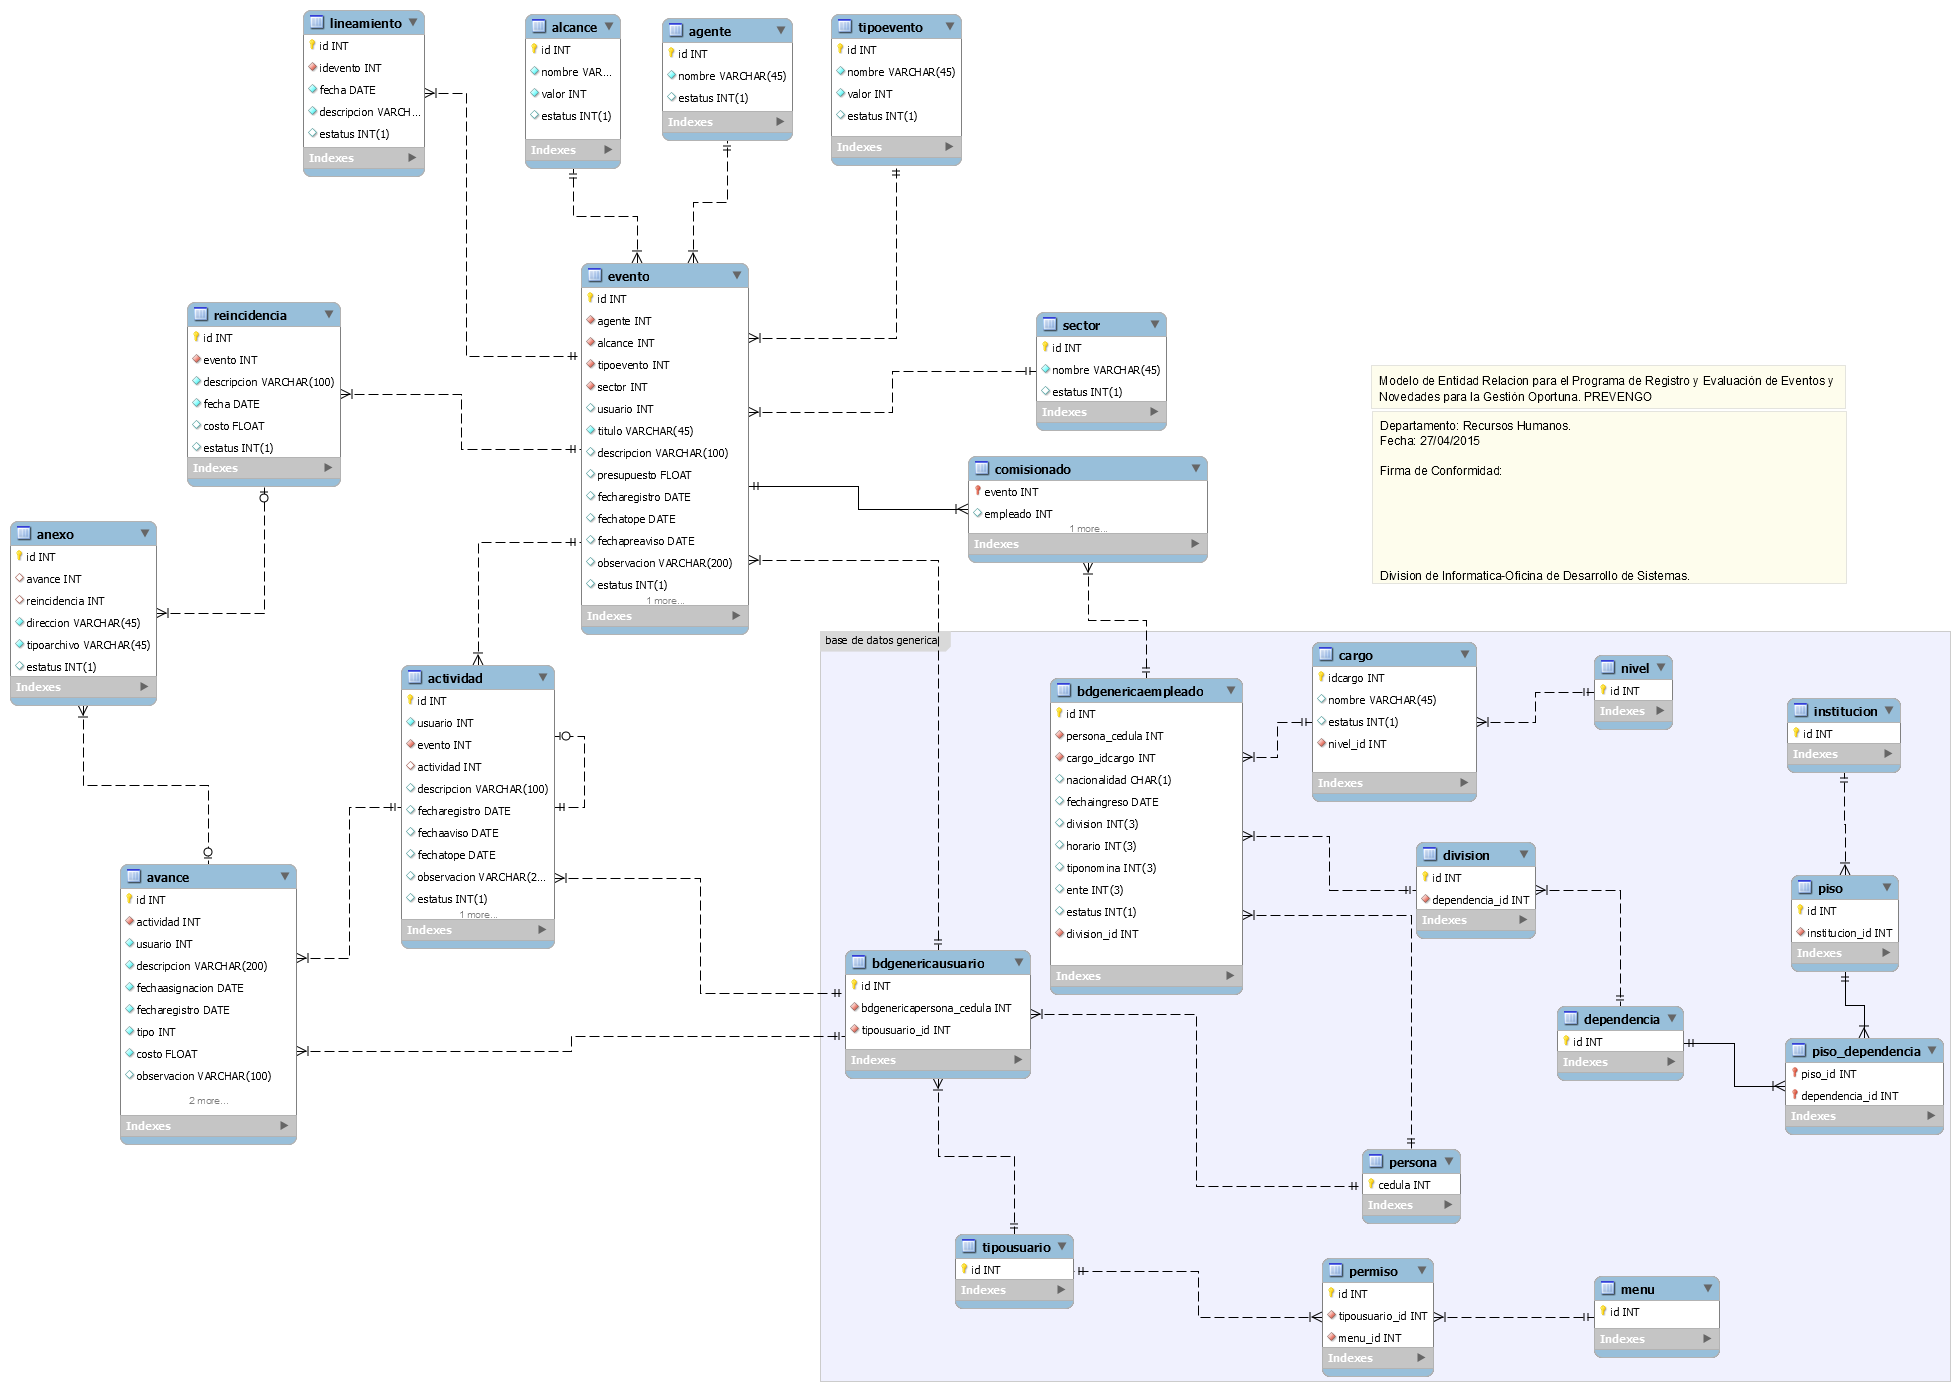 lineamiento
id INT
idevento INT
fecha DATE
descripcion VARCH...
estatus INT(1)
Indexes
alcance
id INT
nombre VAR...
valor INT
estatus INT(1)
Indexes
agente
id INT
nombre VARCHAR(45)
estatus INT(1)
Indexes
tipoevento
id INT
nombre VARCHAR(45)
valor INT
estatus INT(1)
Indexes
evento
id INT
agente INT
alcance INT
tipoevento INT
sector INT
usuario INT
titulo VARCHAR(45)
descripcion VARCHAR(100)
presupuesto FLOAT
fecharegistro DATE
fechatope DATE
fechapreaviso DATE
observacion VARCHAR(200)
estatus INT(1)
1 more...
Indexes
reincidencia
id INT
evento INT
descripcion VARCHAR(100)
fecha DATE
costo FLOAT
estatus INT(1)
Indexes
sector
id INT
nombre VARCHAR(45)
estatus INT(1)
Indexes
Modelo de Entidad Relacion para el Programa de Registro y Evaluación de Eventos y
Novedades para la Gestión Oportuna. PREVENGO
Departamento: Recursos Humanos.
Fecha: 27/04/2015
Firma de Conformidad:
Division de Informatica-Oficina de Desarrollo de Sistemas.
comisionado
evento INT
empleado INT
1 more...
Indexes
anexo
id INT
avance INT
reincidencia INT
direccion VARCHAR(45)
tipoarchivo VARCHAR(45)
estatus INT(1)
Indexes
actividad
id INT
usuario INT
evento INT
actividad INT
descripcion VARCHAR(100)
fecharegistro DATE
fechaaviso DATE
fechatope DATE
observacion VARCHAR(2...
estatus INT(1)
1 more...
Indexes
avance
id INT
actividad INT
usuario INT
descripcion VARCHAR(200)
fechaasignacion DATE
fecharegistro DATE
tipo INT
costo FLOAT
observacion VARCHAR(100)
2 more...
Indexes
base de datos generica
bdgenericaempleado
id INT
persona_cedula INT
cargo_idcargo INT
nacionalidad CHAR(1)
fechaingreso DATE
division INT(3)
horario INT(3)
tiponomina INT(3)
ente INT(3)
estatus INT(1)
division_id INT
Indexes
cargo
idcargo INT
nombre VARCHAR(45)
estatus INT(1)
nivel_id INT
Indexes
nivel
id INT
Indexes
institucion
id INT
Indexes
division
id INT
dependencia_id INT
Indexes
piso
id INT
institucion_id INT
Indexes
bdgenericausuario
id INT
bdgenericapersona_cedula INT
tipousuario_id INT
Indexes
dependencia
id INT
Indexes
piso_dependencia
piso_id INT
dependencia_id INT
Indexes
persona
cedula INT
Indexes
tipousuario
id INT
Indexes
permiso
id INT
tipousuario_id INT
menu_id INT
Indexes
menu
id INT
Indexes